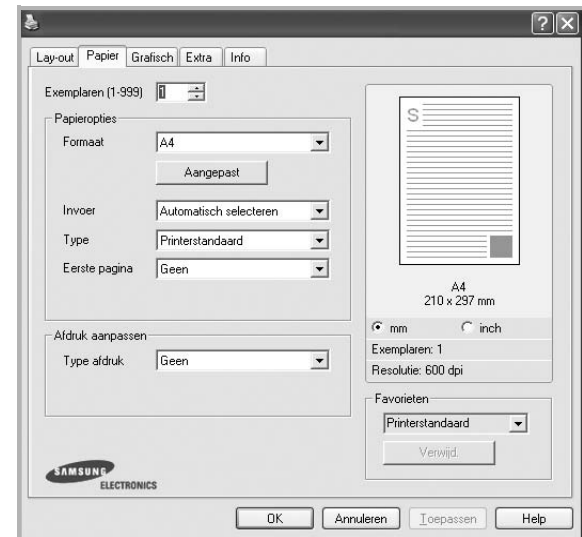 Lay-out Papier Grafisch Extra Info
Exemplaren (1-999) 1
Papieropties
Formaat A4
Aangepast
Invoer Automatisch selecteren
Type Printerstandaard
Eerste pagina Geen
Afdruk aanpassen
Type afdruk Geen
SAMSUNG
ELECTRONICS
S
A4
210 x 297 mm
mm inch
Exemplaren: 1
Resolutie: 600 dpi
Favorieten
Printerstandaard
Verwijd.
OK Annuleren Toepassen Help